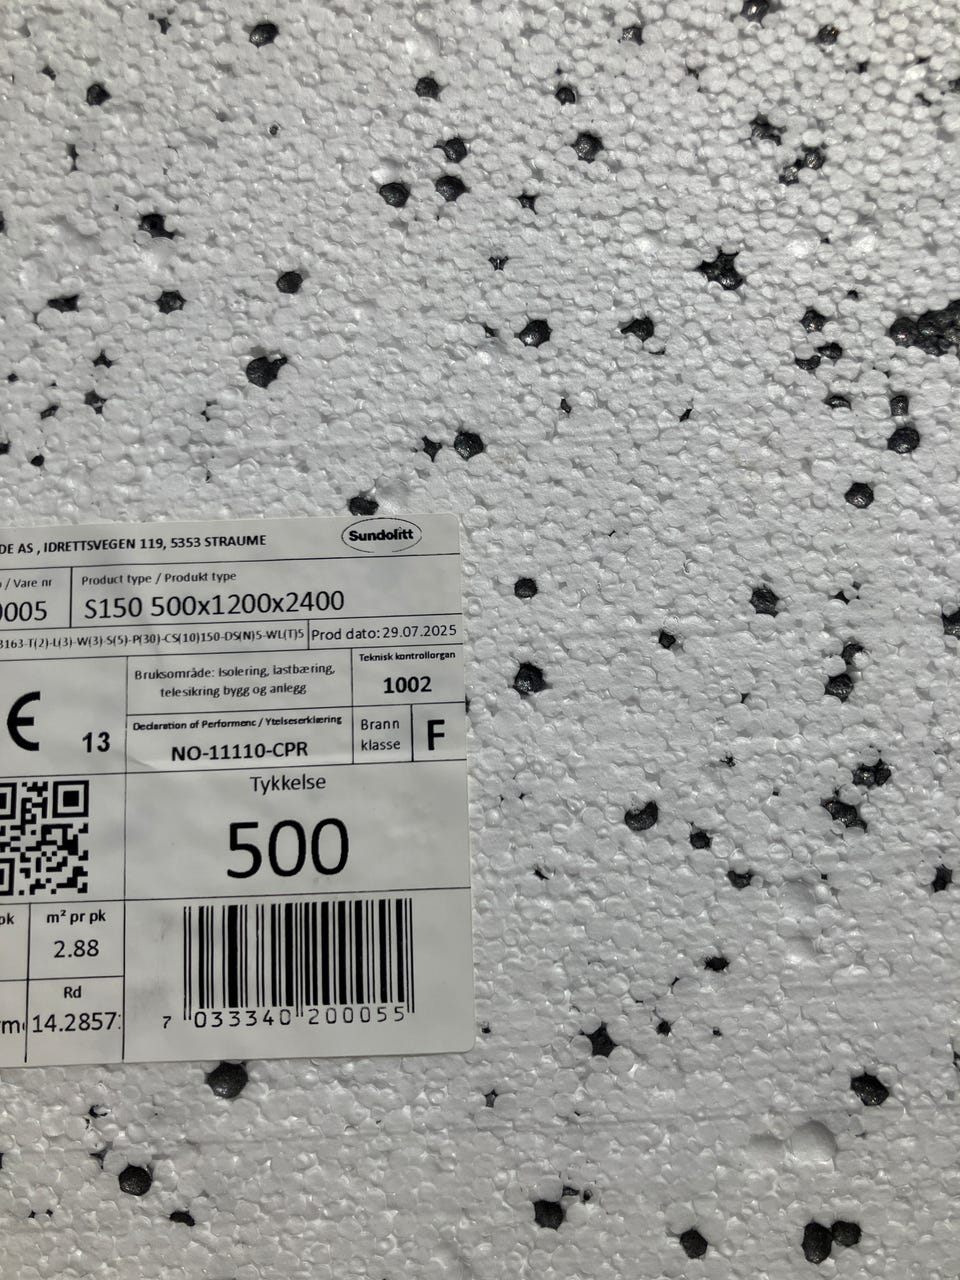 DE AS , IDRETTSVEGEN 119, 5353 STRAUME
Sundolitt
/ Vare nr
Product type / Produkt type
0005
S150 500x1200x2400
3163-T(2)-L(3)-W(3)-S(5)-P(30)-CS(10)150-DS(N)5-WL(T)5
Prod dato: 29.07.2025
Bruksområde: Isolering, lastbæring,
telesikring bygg og anlegg
Teknisk kontrollorgan
1002
CE
13
Declaration of Performenc / Ytelseserklæring
NO-11110-CPR
Brann
klasse
F
Tykkelse
500
pk
m² pr pk
2.88
Rd
14.2857
7 033340 200055